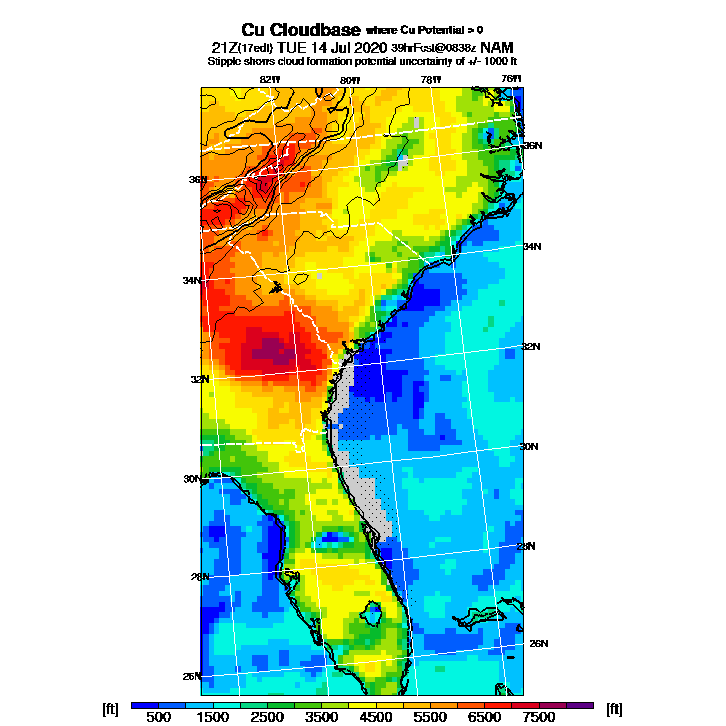 Cu Cloudbase where Cu Potential > 0
21Z(17edt) TUE 14 Jul 2020 39hrFcst@0838z NAM
Stipple shows cloud formation potential uncertainty of +/- 1000 ft
82W 80W 78W 76W
36N
36N
34N
34N
32N
32N
30N
30N
28N
28N
26N
26N
[ft] 500 1500 2500 3500 4500 5500 6500 7500 [ft]